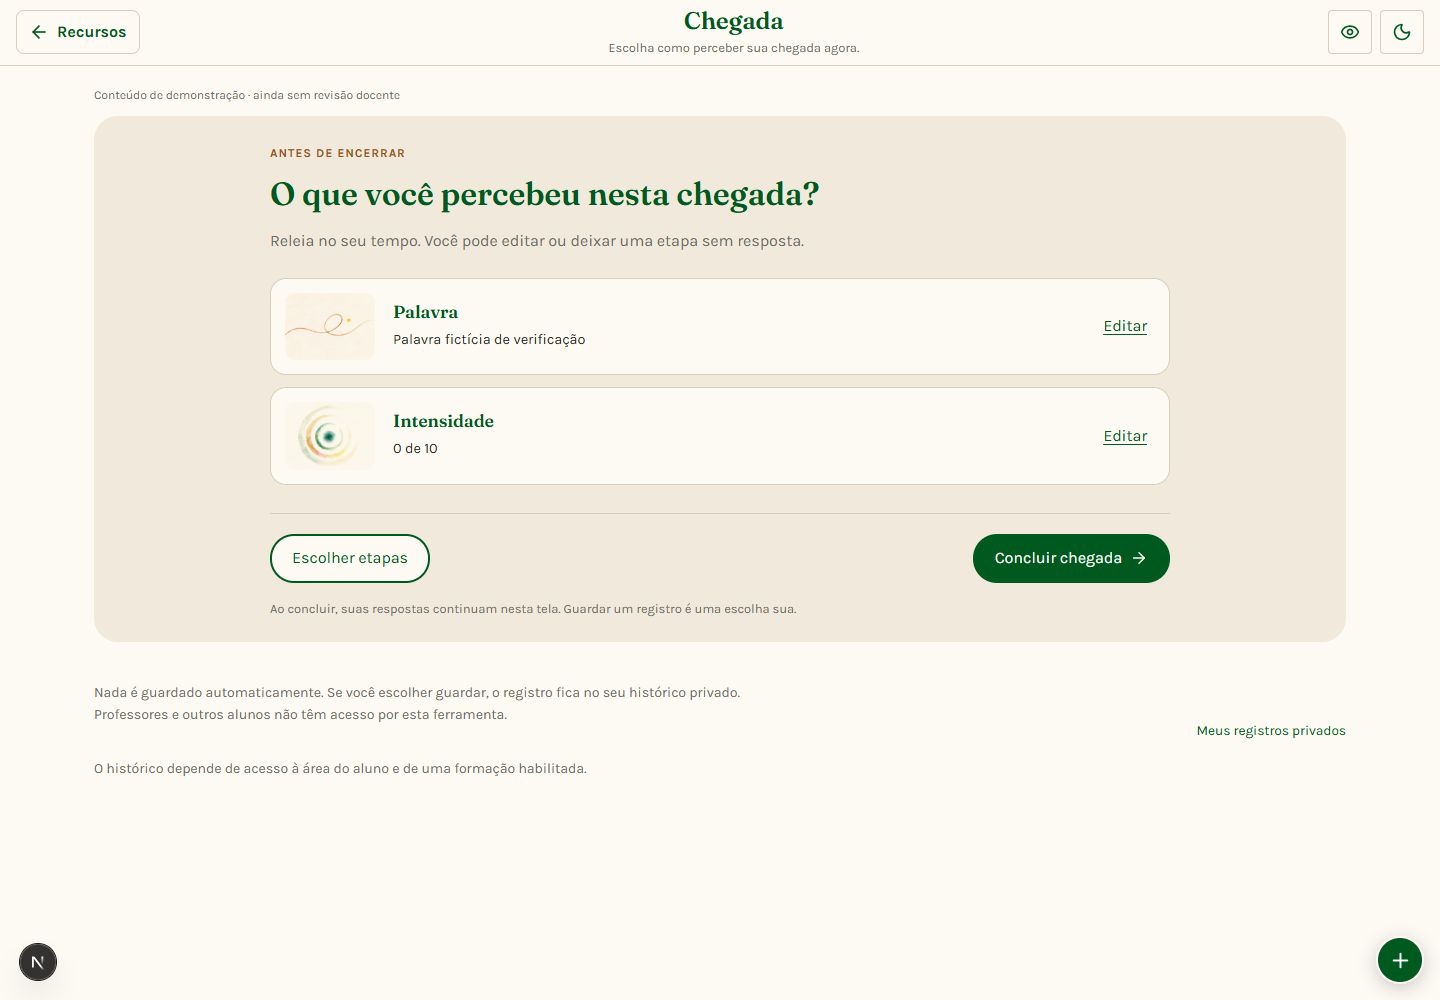 Recursos
Chegada
Escolha como perceber sua chegada agora.
Conteúdo de demonstração · ainda sem revisão docente
ANTES DE ENCERRAR
O que você percebeu nesta chegada?
Releia no seu tempo. Você pode editar ou deixar uma etapa sem resposta.
Palavra
Palavra fictícia de verificação
Editar
Intensidade
0 de 10
Editar
Escolher etapas
Concluir chegada
Ao concluir, suas respostas continuam nesta tela. Guardar um registro é uma escolha sua.
Nada é guardado automaticamente. Se você escolher guardar, o registro fica no seu histórico privado.
Professores e outros alunos não têm acesso por esta ferramenta.
Meus registros privados
O histórico depende de acesso à área do aluno e de uma formação habilitada.
N